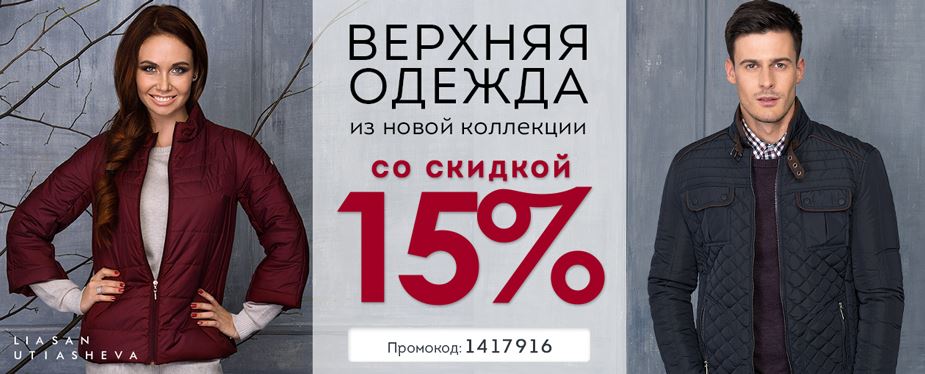 ВЕРХНЯЯ
ОДЕЖДА
из новой коллекции
со скидкой
15%
Промокод: 1417916
LIASAN
UTIASHEVA